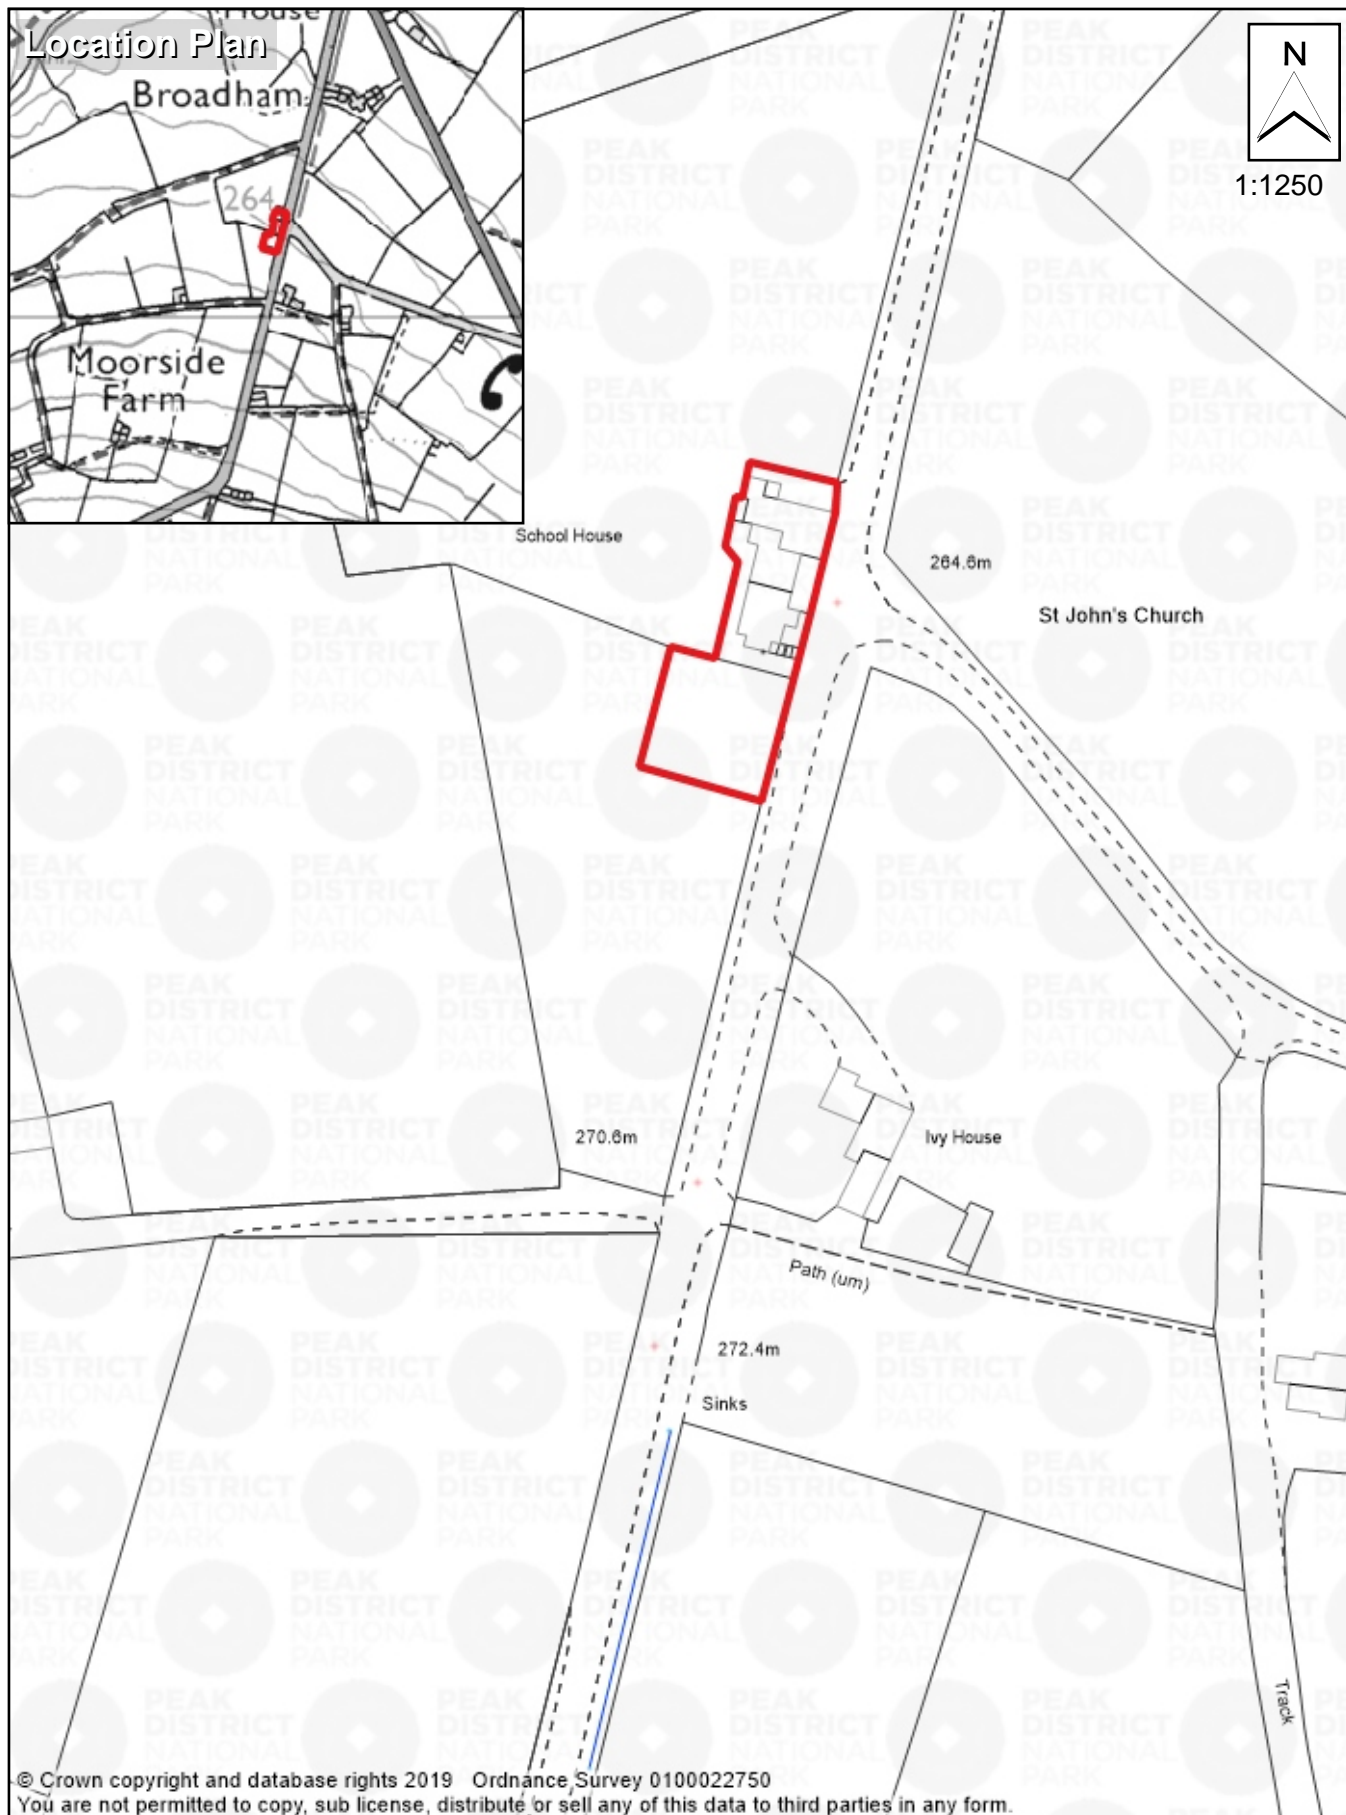 Location Plan
House
Broadham
264
Moorside
Farm
N
1:1250
School House
264.6m
St John's Church
270.6m
Ivy House
Path (um)
272.4m
Sinks
Track
PEAK
DISTRICT
NATIONAL
PARK
© Crown copyright and database rights 2019 Ordnance Survey 0100022750
You are not permitted to copy, sub license, distribute or sell any of this data to third parties in any form.